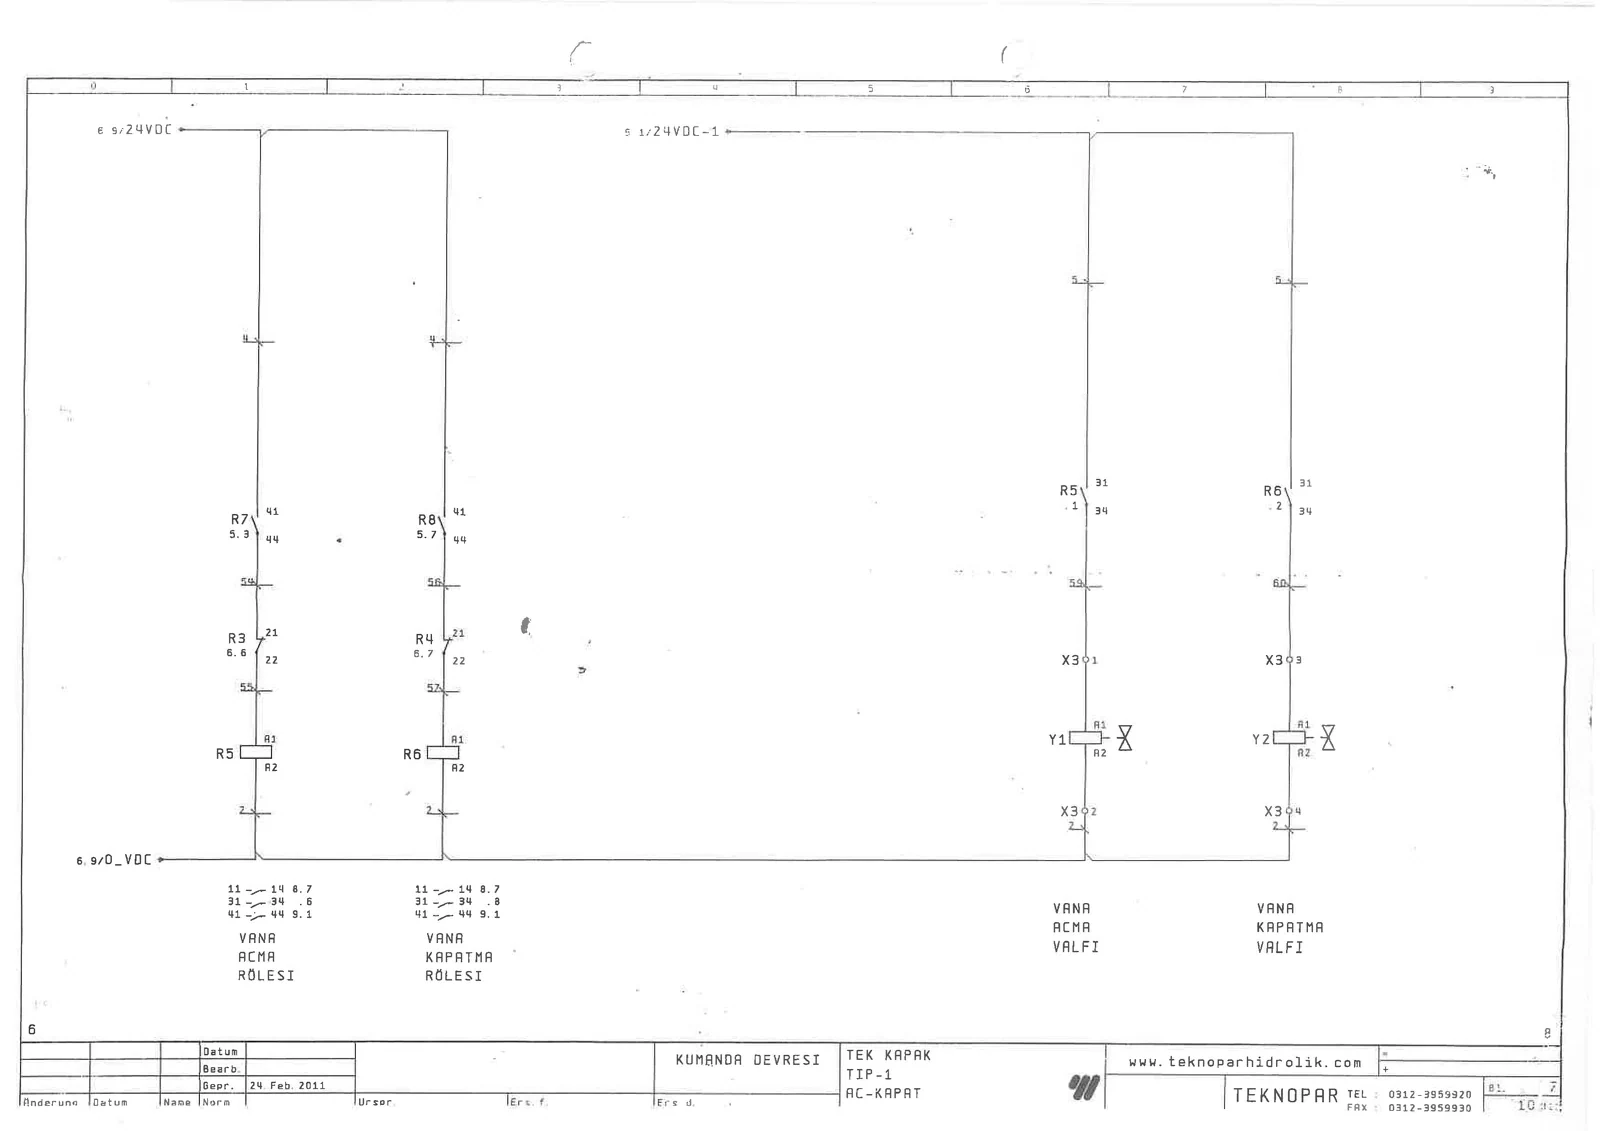 0 1 2 3 4 5 6 7 8 9
6 9/24VDC
5 1/24VDC-1
5 5
4 4
R5 31
.1 34
R6 31
.2 34
R7 41
5.3 44
R8 41
5.7 44
54 56 59 60
R3 21
6.6 22
R4 21
6.7 22
X3 1
X3 3
55 57
A1
Y1
A2
A1
Y2
A2
A1
R5
A2
A1
R6
A2
2 2
X3 2
2
X3 4
2
6.9/0_VDC
11 14 8.7
31 34 .6
41 44 9.1
VANA
ACMA
RÖLESI
11 14 8.7
31 34 .8
41 44 9.1
VANA
KAPATMA
RÖLESI
VANA
ACMA
VALFI
VANA
KAPATMA
VALFI
6 8
Datum
Bearb.
Gepr. 24.Feb.2011
Änderung Datum Name Norm
Urspr. Ers. f. Ers d.
KUMANDA DEVRESI
TEK KAPAK
TIP-1
AC-KAPAT
www.teknoparhidrolik.com
=
+
TEKNOPAR
TEL : 0312-3959920
FAX : 0312-3959930
Bl. 7
10